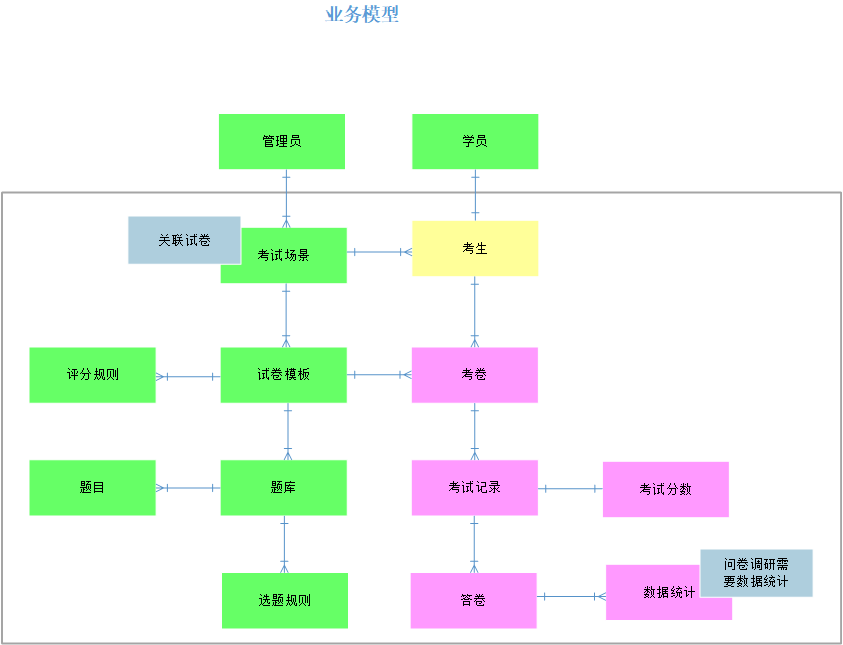 业务模型
管理员
学员
关联试卷
考试场景
考生
评分规则
试卷模板
考卷
题目
题库
考试记录
考试分数
选题规则
答卷
数据统计
问卷调研需
要数据统计